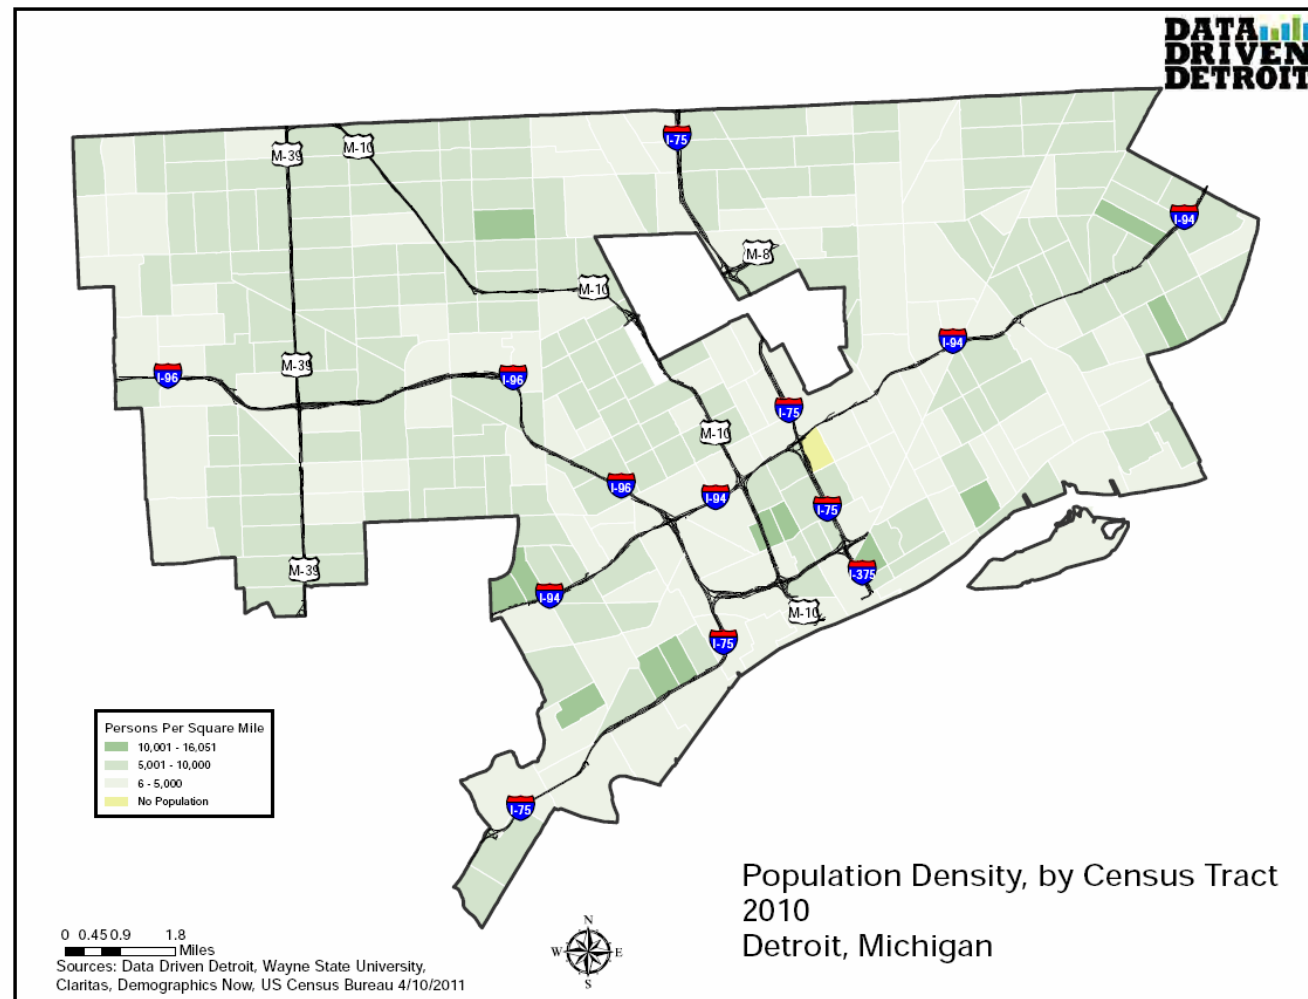 DATA
DRIVEN
DETROIT
I-75
M-39
M-10
I-94
M-8
M-10
I-94
M-39
I-96
I-96
I-75
M-10
I-96
I-94
I-75
M-39
I-94
I-375
M-10
I-75
I-75
Persons Per Square Mile
10,001 - 16,051
5,001 - 10,000
6 - 5,000
No Population
Population Density, by Census Tract
2010
Detroit, Michigan
N
W E
S
0 0.45 0.9 1.8
Miles
Sources: Data Driven Detroit, Wayne State University,
Claritas, Demographics Now, US Census Bureau 4/10/2011